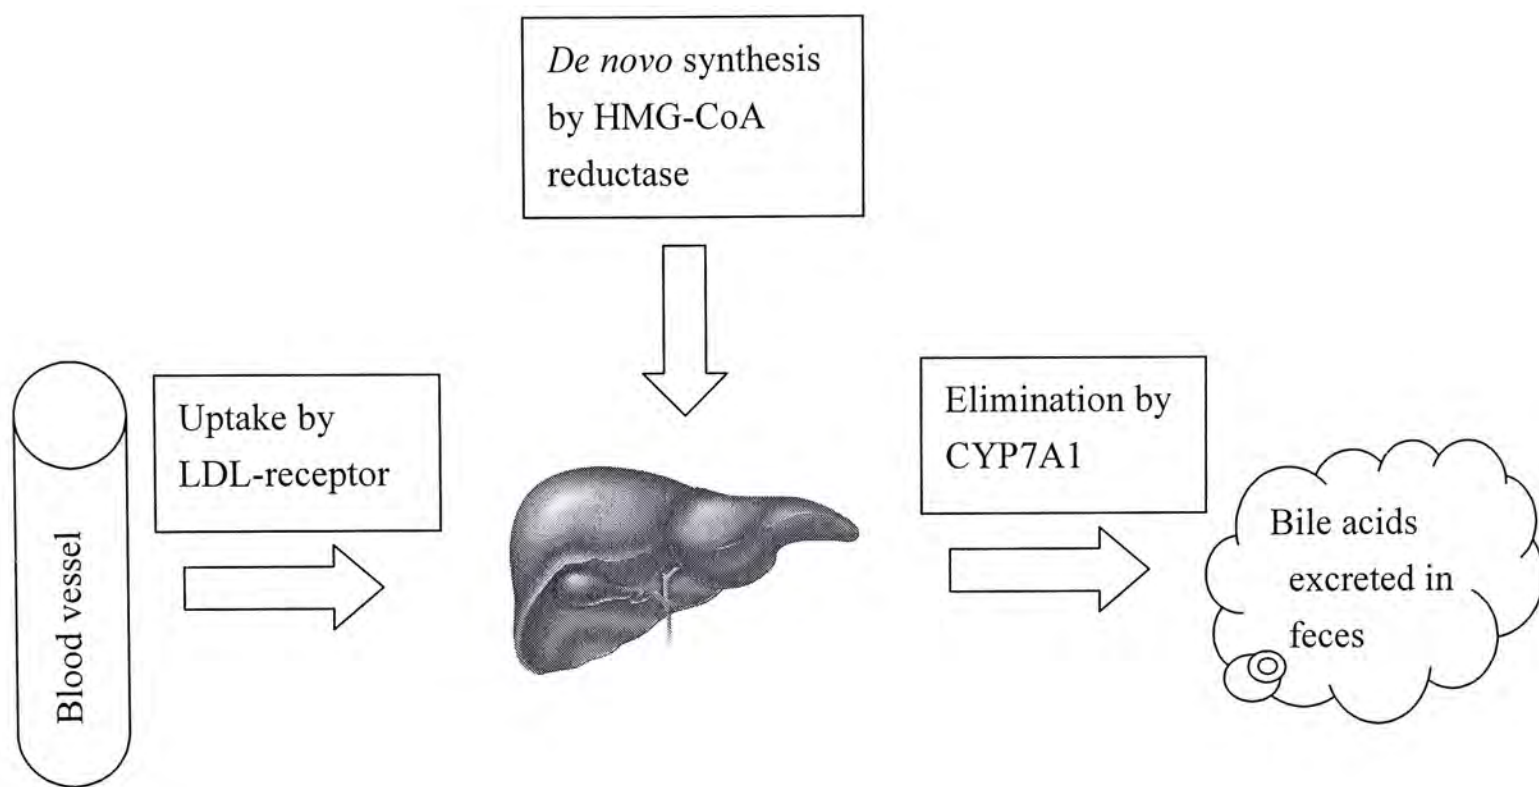 De novo synthesis
by HMG-CoA
reductase
Uptake by
LDL-receptor
Elimination by
CYP7A1
Blood vessel
Bile acids
excreted in
feces